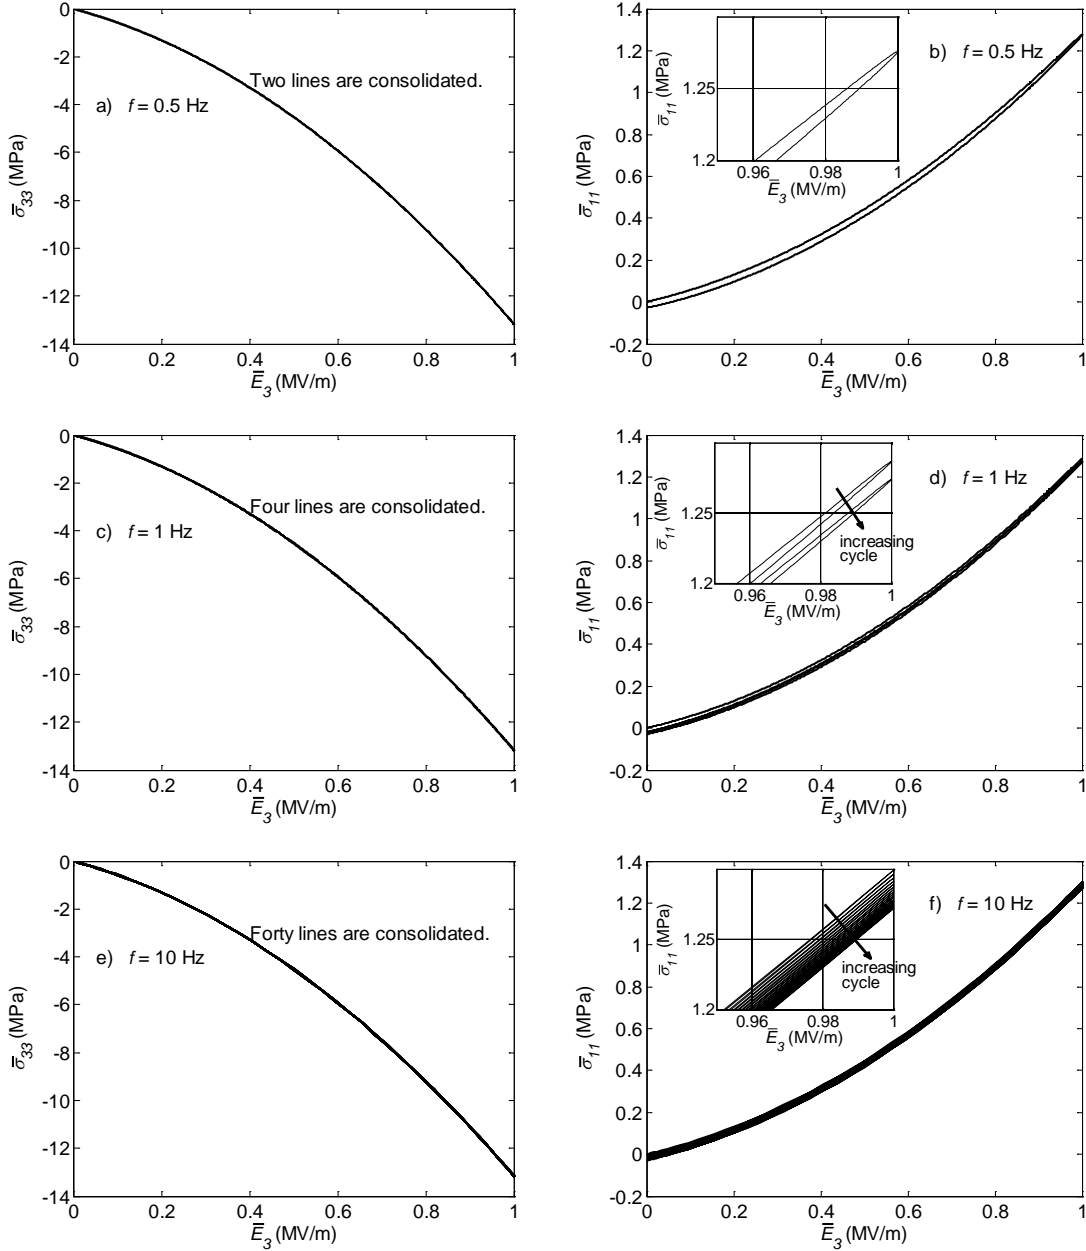 0
-2
-4
-6
-8
-10
-12
-14
σ̅33 (MPa)
Two lines are consolidated.
a) f = 0.5 Hz
0 0.2 0.4 0.6 0.8 1
E̅3 (MV/m)
1.4
1.2
1
0.8
0.6
0.4
0.2
0
-0.2
σ̅11 (MPa)
b) f = 0.5 Hz
σ̅11 (MPa)
1.25
1.2
0.96 0.98 1
E̅3 (MV/m)
0 0.2 0.4 0.6 0.8 1
E̅3 (MV/m)
0
-2
-4
-6
-8
-10
-12
-14
σ̅33 (MPa)
Four lines are consolidated.
c) f = 1 Hz
0 0.2 0.4 0.6 0.8 1
E̅3 (MV/m)
1.4
1.2
1
0.8
0.6
0.4
0.2
0
-0.2
σ̅11 (MPa)
d) f = 1 Hz
σ̅11 (MPa)
1.25
1.2
increasing
cycle
0.96 0.98 1
E̅3 (MV/m)
0 0.2 0.4 0.6 0.8 1
E̅3 (MV/m)
0
-2
-4
-6
-8
-10
-12
-14
σ̅33 (MPa)
Forty lines are consolidated.
e) f = 10 Hz
0 0.2 0.4 0.6 0.8 1
E̅3 (MV/m)
1.4
1.2
1
0.8
0.6
0.4
0.2
0
-0.2
σ̅11 (MPa)
f) f = 10 Hz
σ̅11 (MPa)
1.25
1.2
increasing
cycle
0.96 0.98 1
E̅3 (MV/m)
0 0.2 0.4 0.6 0.8 1
E̅3 (MV/m)